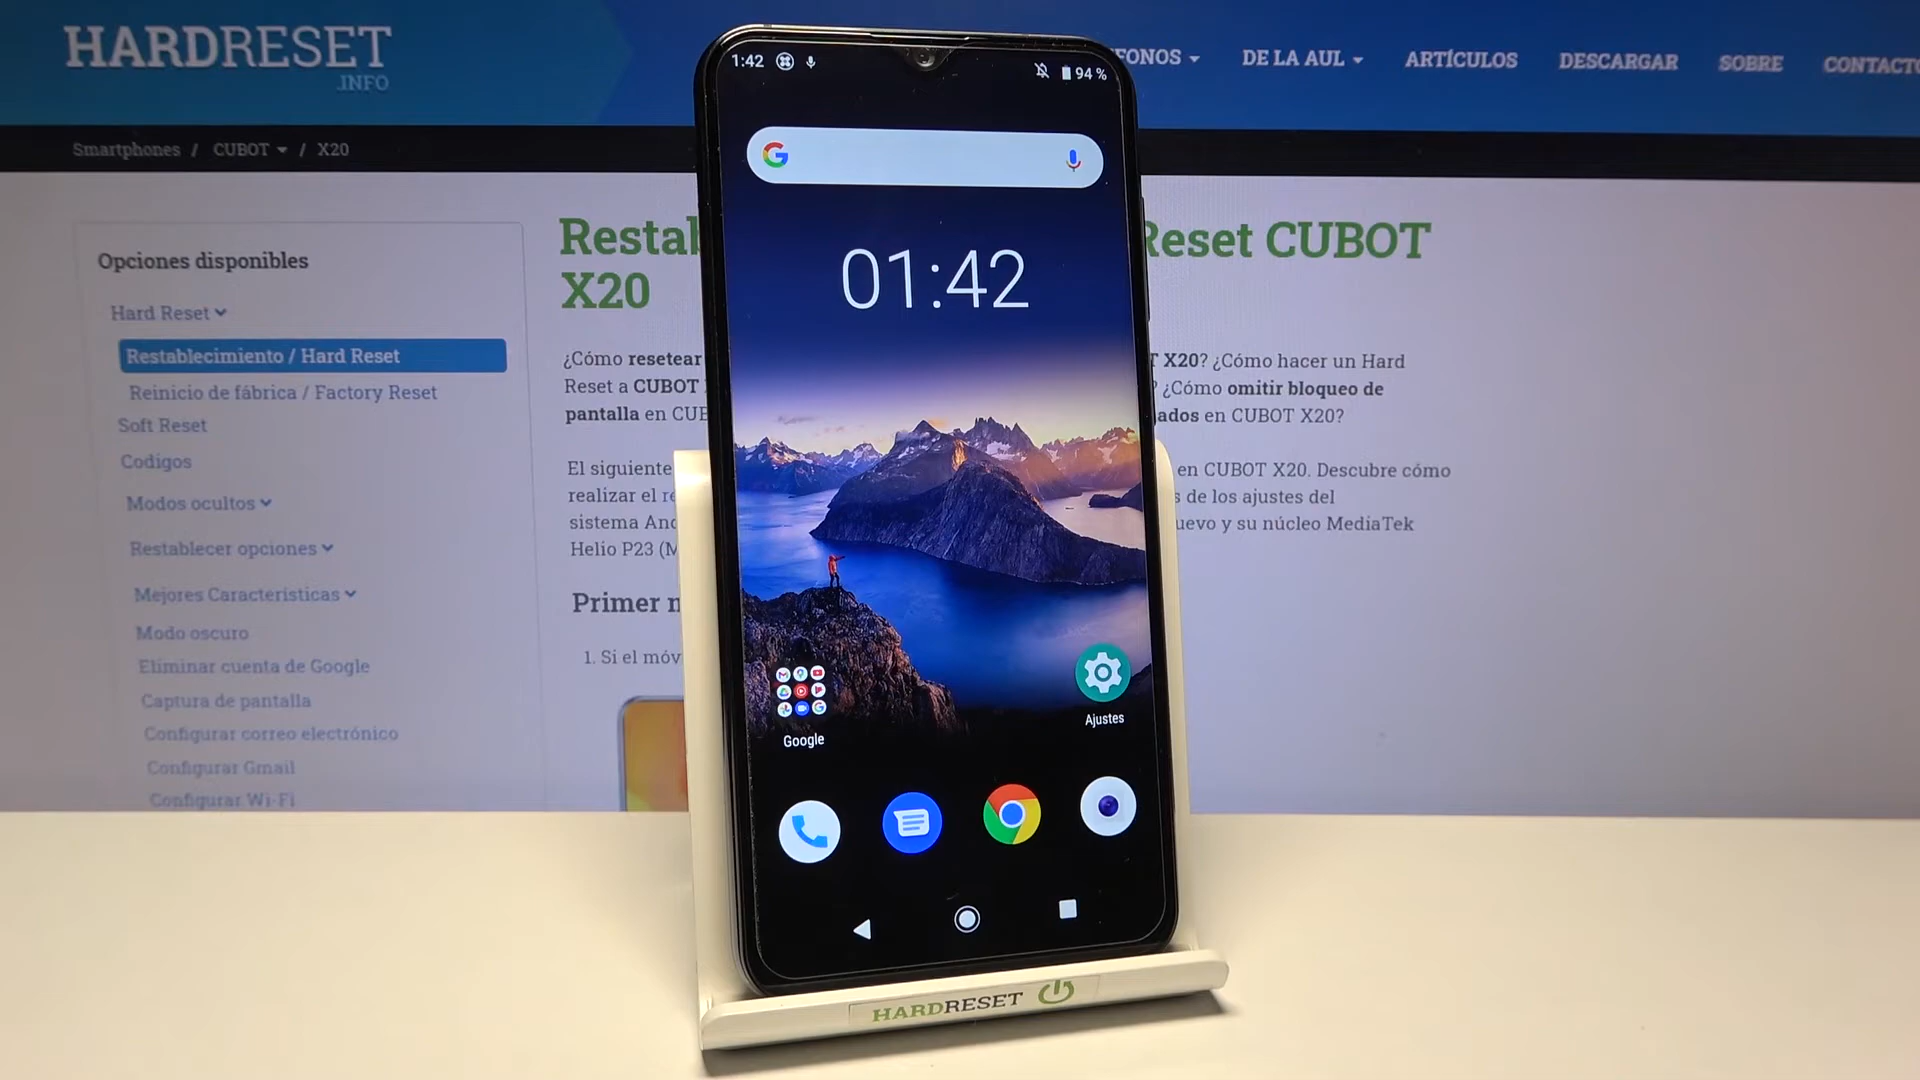 HARDRESET
.INFO
FONOS
DE LA AUL
ARTÍCULOS
DESCARGAR
SOBRE
CONTACTO
Smartphones / CUBOT / X20
Opciones disponibles
Hard Reset
Restablecimiento / Hard Reset
Reinicio de fábrica / Factory Reset
Soft Reset
Codigos
Modos ocultos
Restablecer opciones
Mejores Características
Modo oscuro
Eliminar cuenta de Google
Captura de pantalla
Configurar correo electrónico
Configurar Gmail
Configurar Wi-Fi
Restab Reset CUBOT
X20
¿Cómo resetear T X20? ¿Cómo hacer un Hard
Reset a CUBOT ? ¿Cómo omitir bloqueo de
pantalla en CUB ados en CUBOT X20?
El siguiente en CUBOT X20. Descubre cómo
realizar el re s de los ajustes del
sistema And uevo y su núcleo MediaTek
Helio P23 (M
Primer m
1. Si el móv
1:42
94 %
01:42
Google
Ajustes
HARDRESET